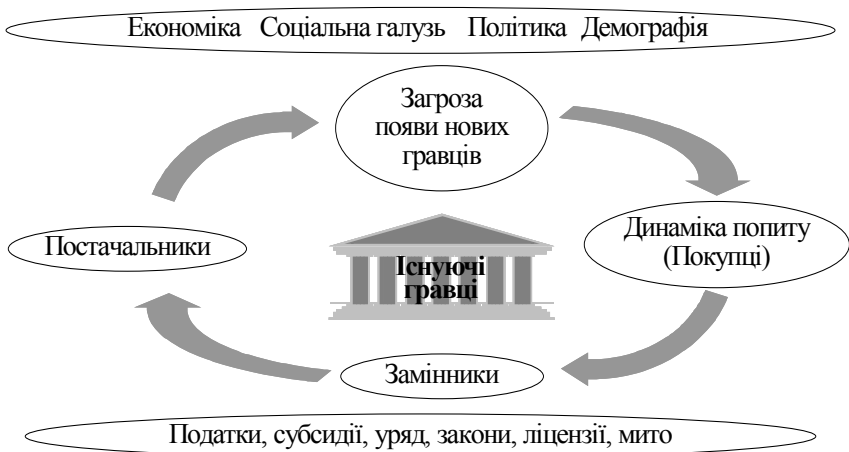 Економіка Соціальна галузь Політика Демографія
Загроза
появи нових
гравців
Постачальники
Динаміка попиту
(Покупці)
Існуючі
гравці
Замінники
Податки, субсидії, уряд, закони, ліцензії, мито